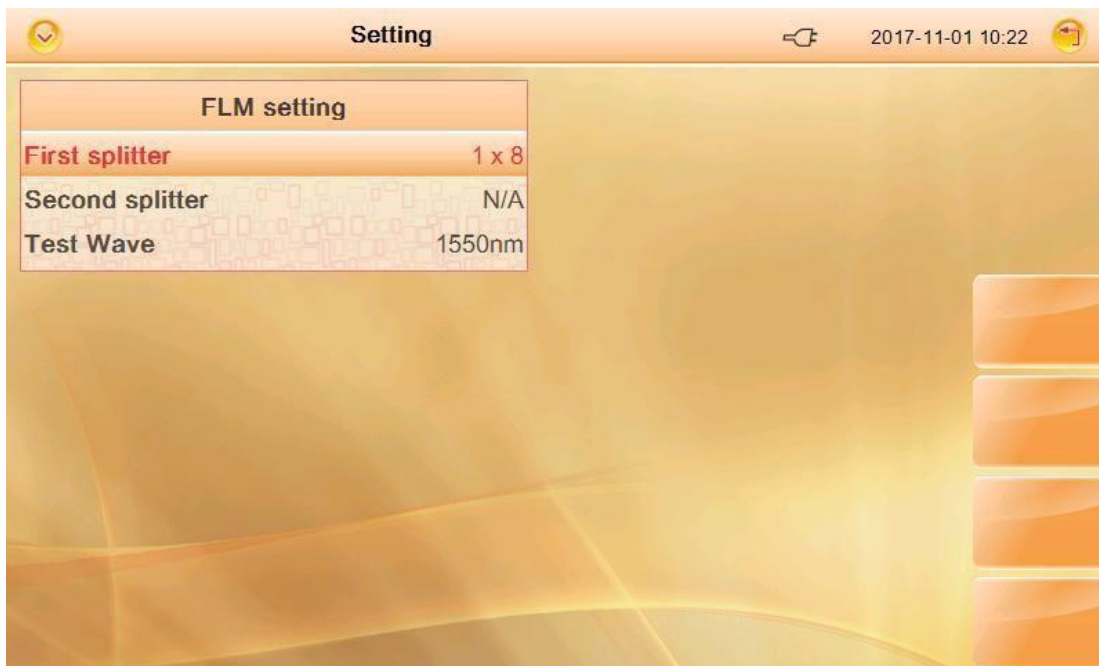 Setting
2017-11-01 10:22
FLM setting
First splitter 1 x 8
Second splitter N/A
Test Wave 1550nm